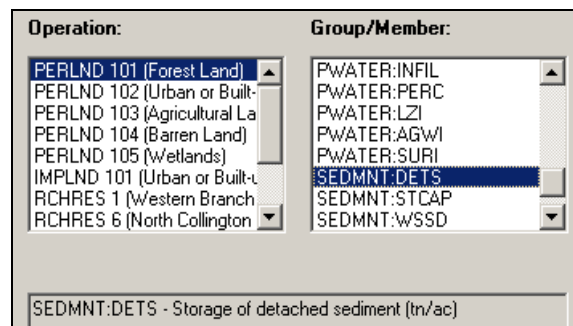 Operation:
PERLND 101 (Forest Land)
PERLND 102 (Urban or Built-
PERLND 103 (Agricultural La
PERLND 104 (Barren Land)
PERLND 105 (Wetlands)
IMPLND 101 (Urban or Built-u
RCHRES 1 (Western Branch
RCHRES 6 (North Collington
Group/Member:
PWATER:INFIL
PWATER:PERC
PWATER:LZI
PWATER:AGWI
PWATER:SURI
SEDMNT:DETS
SEDMNT:STCAP
SEDMNT:WSSD
SEDMNT:DETS - Storage of detached sediment (tn/ac)